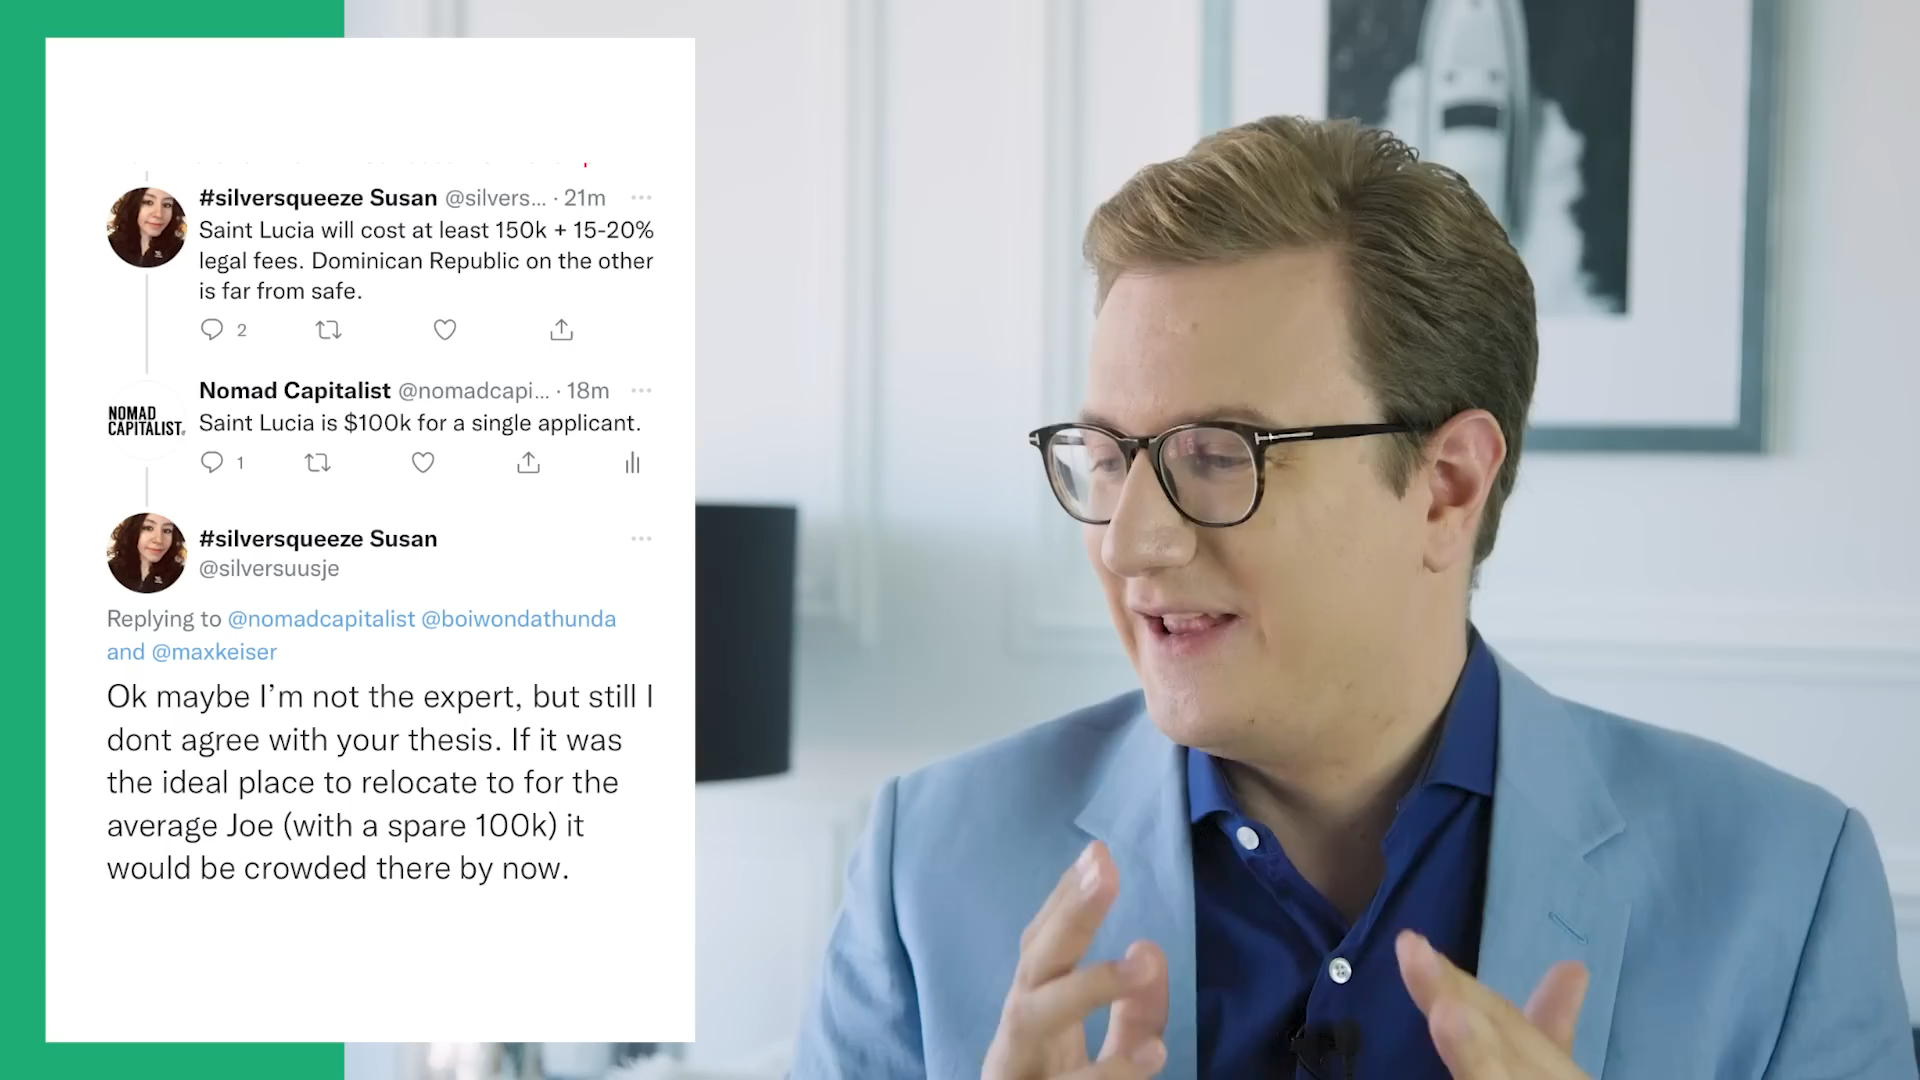 #silversqueeze Susan @silvers... · 21m
Saint Lucia will cost at least 150k + 15-20%
legal fees. Dominican Republic on the other
is far from safe.
2
Nomad Capitalist @nomadcapi... · 18m
NOMAD
CAPITALIST
Saint Lucia is $100k for a single applicant.
1
#silversqueeze Susan
@silversuusje
Replying to @nomadcapitalist @boiwondathunda
and @maxkeiser
Ok maybe I’m not the expert, but still I
dont agree with your thesis. If it was
the ideal place to relocate to for the
average Joe (with a spare 100k) it
would be crowded there by now.